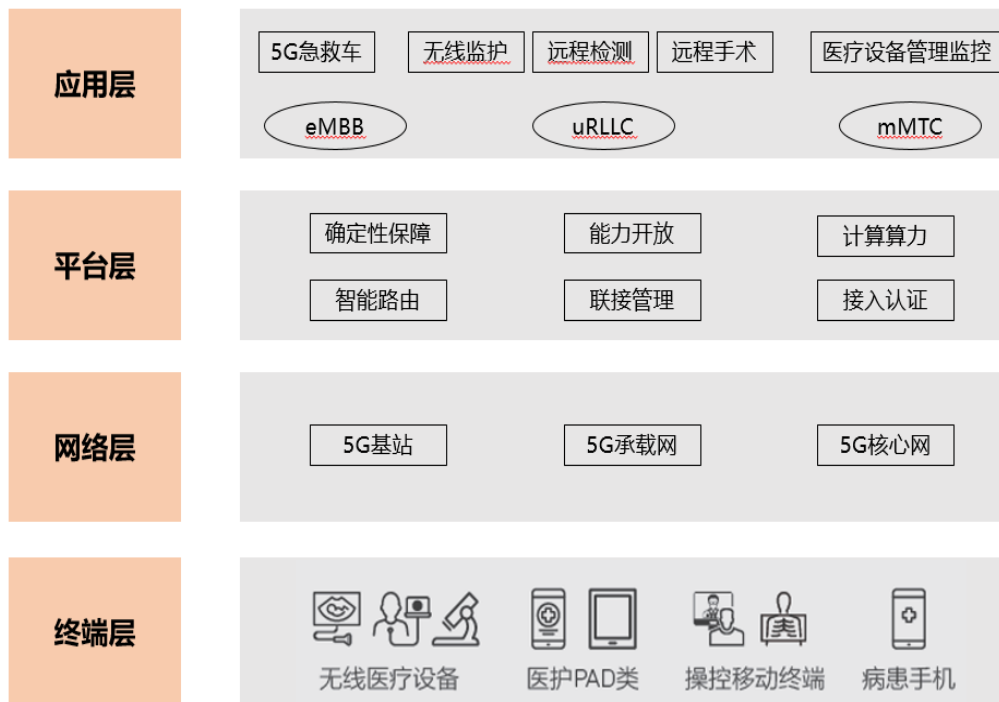 应用层
5G急救车 无线监护 远程检测 远程手术 医疗设备管理监控
eMBB uRLLC mMTC
平台层
确定性保障 能力开放 计算算力
智能路由 联接管理 接入认证
网络层
5G基站 5G承载网 5G核心网
终端层
无线医疗设备 医护PAD类 操控移动终端 病患手机